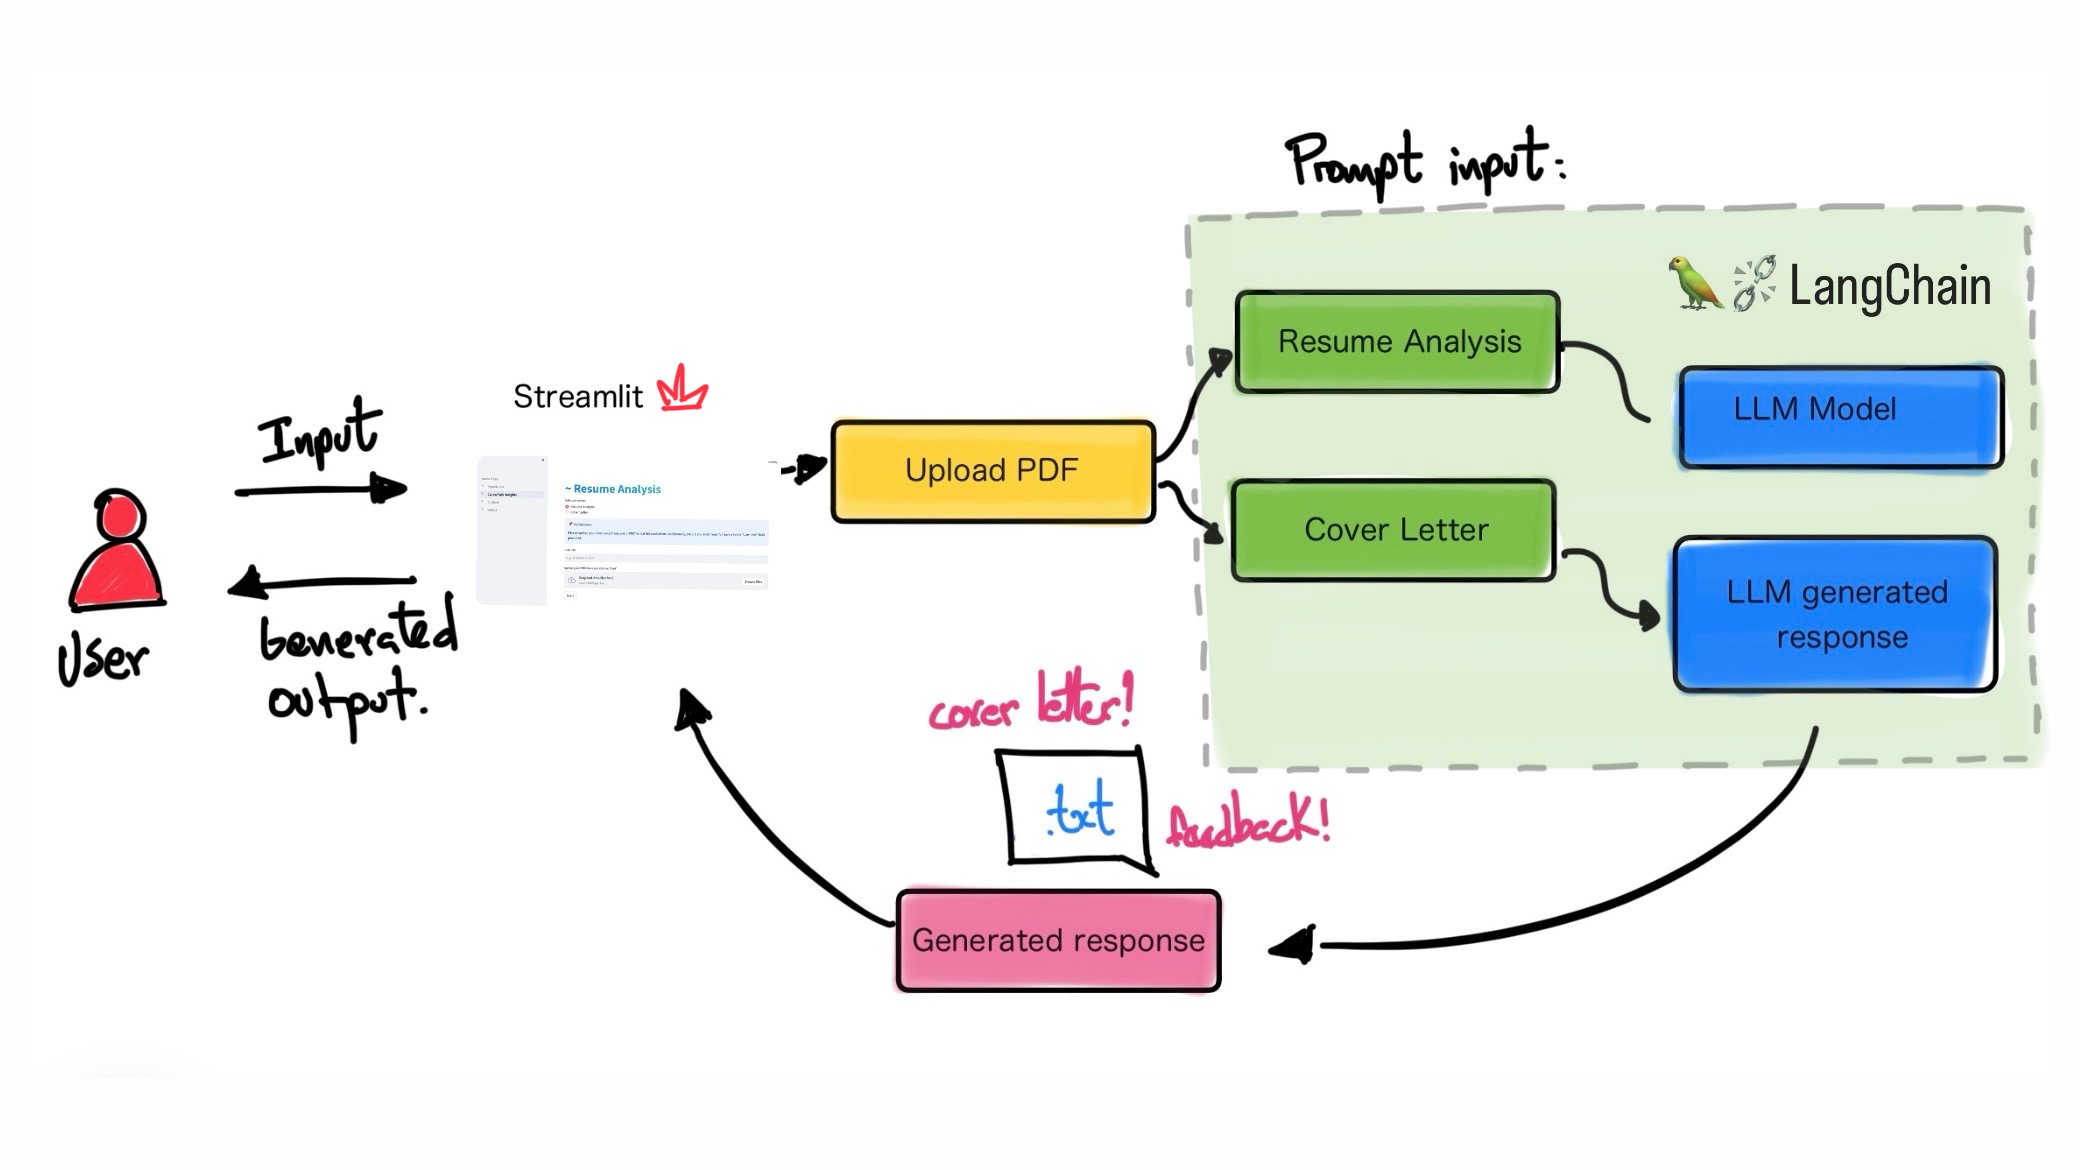 Prompt input:
LangChain
Resume Analysis
LLM Model
Streamlit
Input
Upload PDF
~ Resume Analysis
Cover Letter
LLM generated
response
User
Generated
output.
cover letter!
.txt
feedback!
Generated response